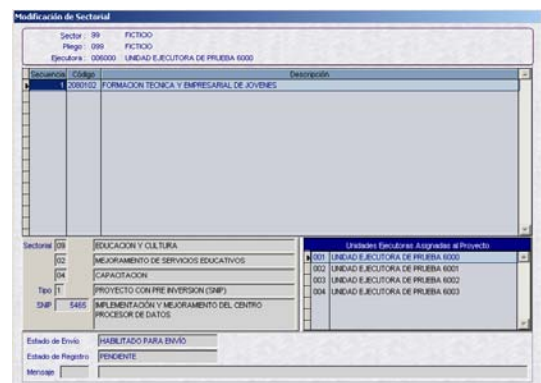 Modificación de Sectorial
Sector : 99 FICTICIO
Pliego : 099 FICTICIO
Ejecutora : 006000 UNIDAD EJECUTORA DE PRUEBA 6000
Secuencia Código Descripción
1 2080102 FORMACION TECNICA Y EMPRESARIAL DE JOVENES
Sectorial 09 EDUCACION Y CULTURA
02 MEJORAMIENTO DE SERVICIOS EDUCATIVOS
04 CAPACITACION
Tipo 1 PROYECTO CON PRE INVERSION (SNIP)
SNIP 5465 IMPLEMENTACIÓN Y MEJORAMIENTO DEL CENTRO
PROCESOR DE DATOS
Unidades Ejecutoras Asignadas al Proyecto
001 UNIDAD EJECUTORA DE PRUEBA 6000
002 UNIDAD EJECUTORA DE PRUEBA 6001
003 UNIDAD EJECUTORA DE PRUEBA 6002
004 UNIDAD EJECUTORA DE PRUEBA 6003
Estado de Envío HABILITADO PARA ENVÍO
Estado de Registro PENDIENTE
Mensaje